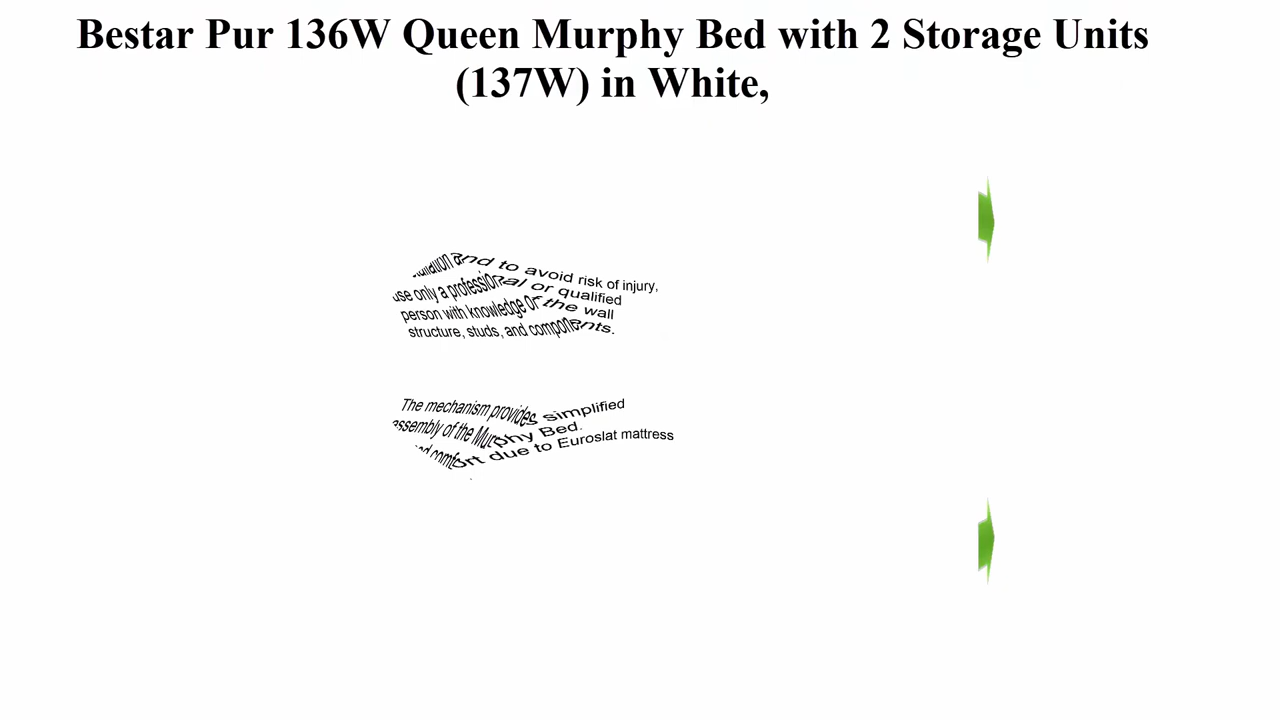 Bestar Pur 136W Queen Murphy Bed with 2 Storage Units
(137W) in White,
and to avoid risk of injury,
use only a professional or qualified
person with knowledge of the wall
structure, studs, and components.
The mechanism provides simplified
assembly of the Murphy Bed.
comfort due to Euroslat mattress